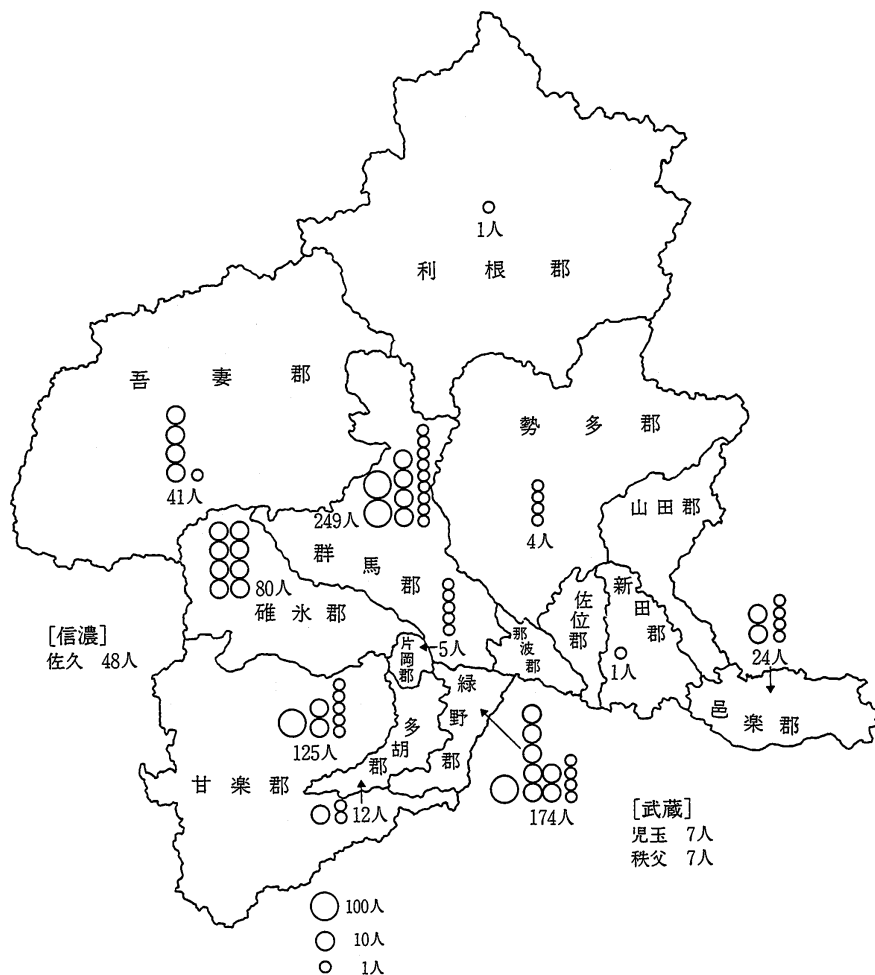 1人
利根郡
吾妻郡
41人
勢多郡
4人
山田郡
249人
群馬郡
80人
碓氷郡
[信濃]
佐久 48人
片岡郡
5人
那波郡
佐位郡
新田郡
1人
24人
邑楽郡
緑野郡
174人
多胡郡
12人
125人
甘楽郡
[武蔵]
児玉 7人
秩父 7人
100人
10人
1人